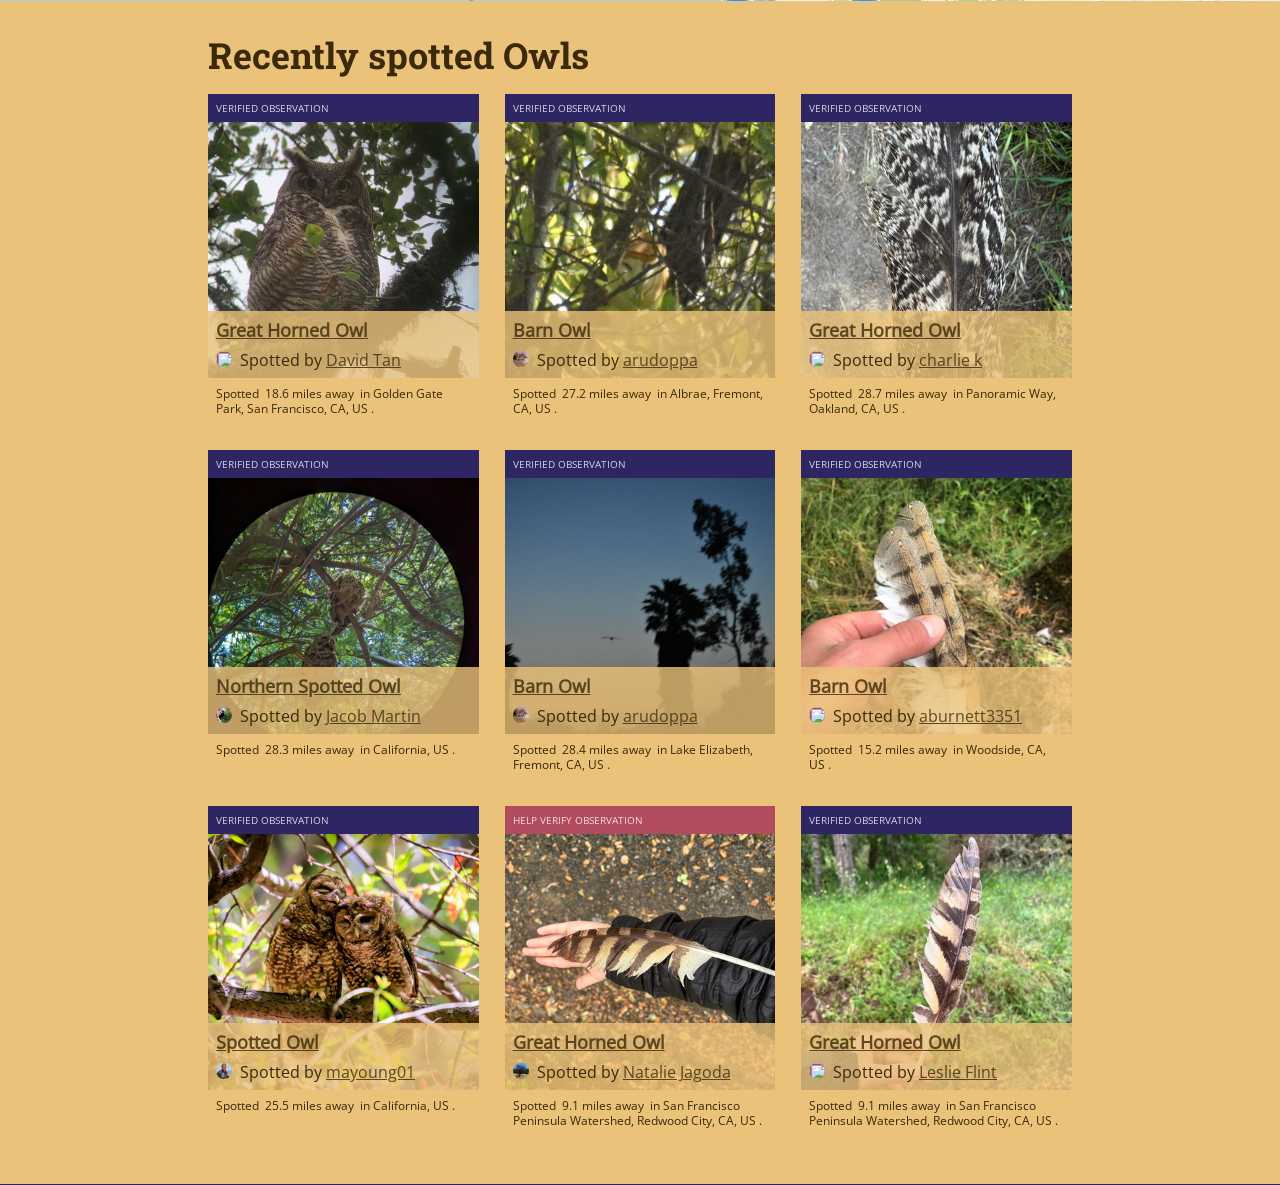 Recently spotted Owls
VERIFIED OBSERVATION
Great Horned Owl
Spotted by David Tan
Spotted 18.6 miles away in Golden Gate
Park, San Francisco, CA, US .
VERIFIED OBSERVATION
Barn Owl
Spotted by arudoppa
Spotted 27.2 miles away in Albrae, Fremont,
CA, US .
VERIFIED OBSERVATION
Great Horned Owl
Spotted by charlie k
Spotted 28.7 miles away in Panoramic Way,
Oakland, CA, US .
VERIFIED OBSERVATION
Northern Spotted Owl
Spotted by Jacob Martin
Spotted 28.3 miles away in California, US .
VERIFIED OBSERVATION
Barn Owl
Spotted by arudoppa
Spotted 28.4 miles away in Lake Elizabeth,
Fremont, CA, US .
VERIFIED OBSERVATION
Barn Owl
Spotted by aburnett3351
Spotted 15.2 miles away in Woodside, CA,
US .
VERIFIED OBSERVATION
Spotted Owl
Spotted by mayoung01
Spotted 25.5 miles away in California, US .
HELP VERIFY OBSERVATION
Great Horned Owl
Spotted by Natalie Jagoda
Spotted 9.1 miles away in San Francisco
Peninsula Watershed, Redwood City, CA, US .
VERIFIED OBSERVATION
Great Horned Owl
Spotted by Leslie Flint
Spotted 9.1 miles away in San Francisco
Peninsula Watershed, Redwood City, CA, US .